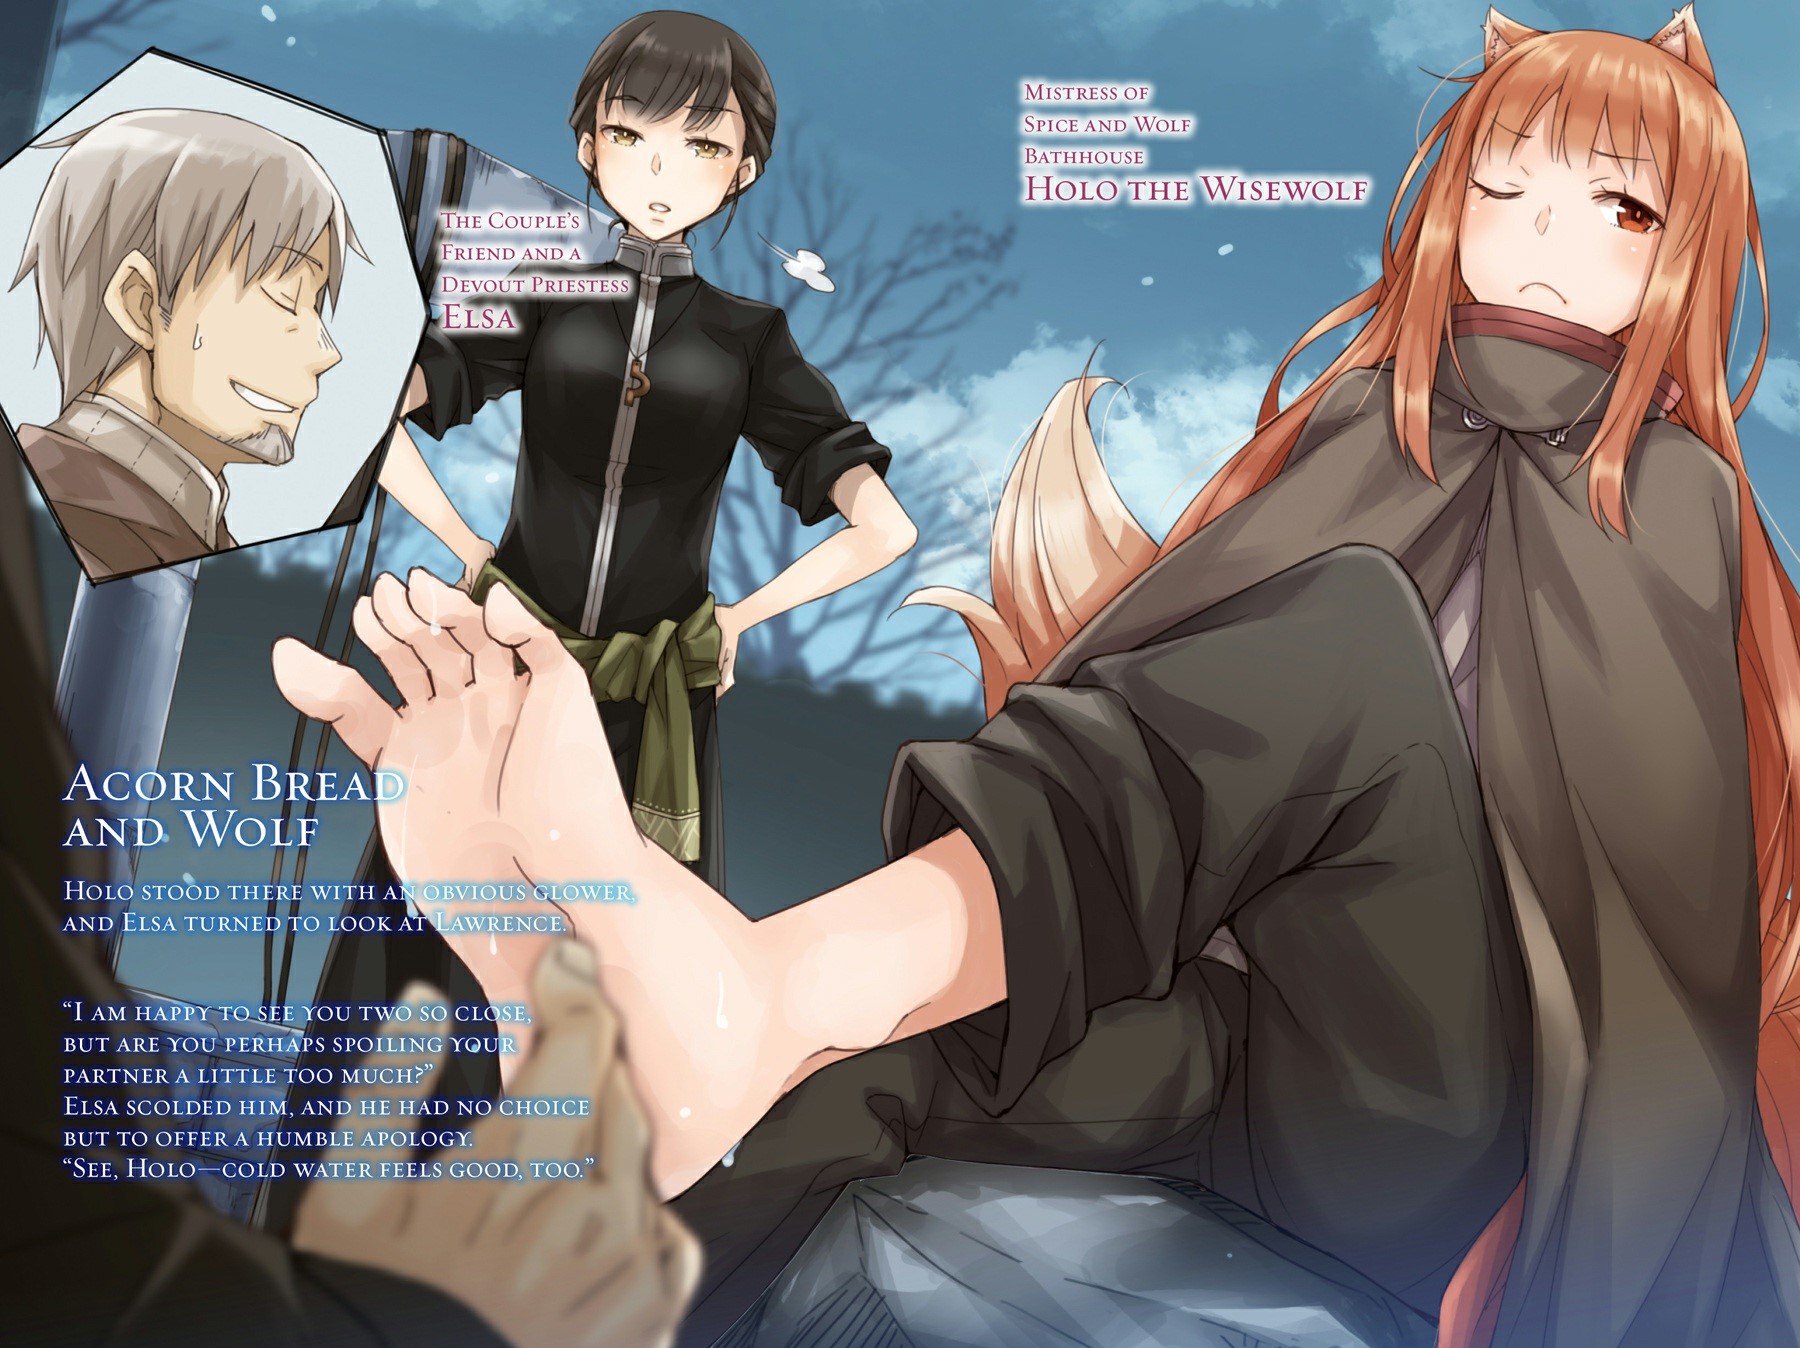 Mistress of
Spice and Wolf
Bathhouse
Holo the Wisewolf
The Couple's
Friend and a
Devout Priestess
Elsa
Acorn Bread
and Wolf
Holo stood there with an obvious glower,
and Elsa turned to look at Lawrence.
“I am happy to see you two so close,
but are you perhaps spoiling your
partner a little too much?”
Elsa scolded him, and he had no choice
but to offer a humble apology.
“See, Holo—cold water feels good, too.”